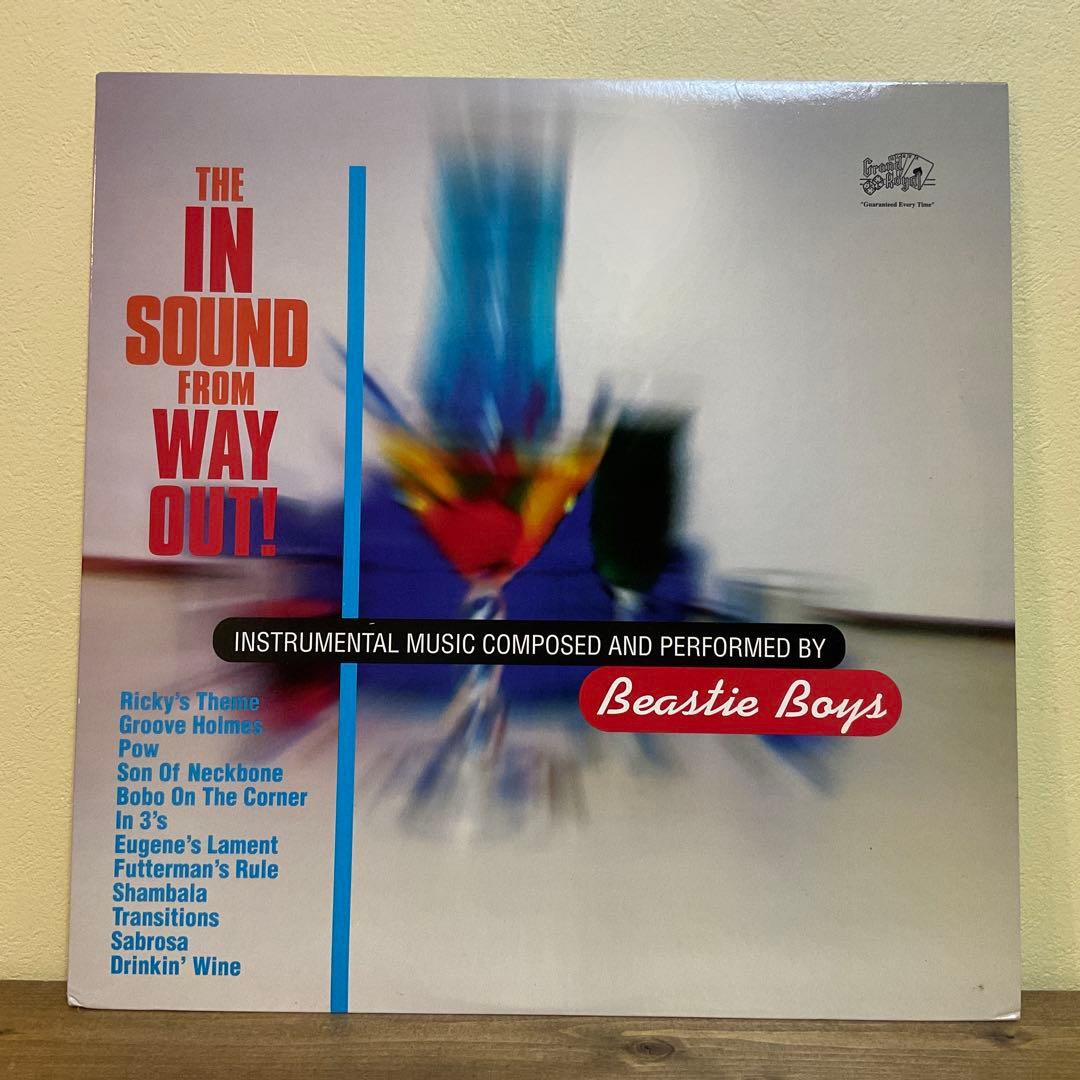 THE
IN
SOUND
FROM
WAY
OUT!
Grand
Royal
"Guaranteed Every Time"
INSTRUMENTAL MUSIC COMPOSED AND PERFORMED BY
Beastie Boys
Ricky's Theme
Groove Holmes
Pow
Son Of Neckbone
Bobo On The Corner
In 3's
Eugene's Lament
Futterman's Rule
Shambala
Transitions
Sabrosa
Drinkin' Wine